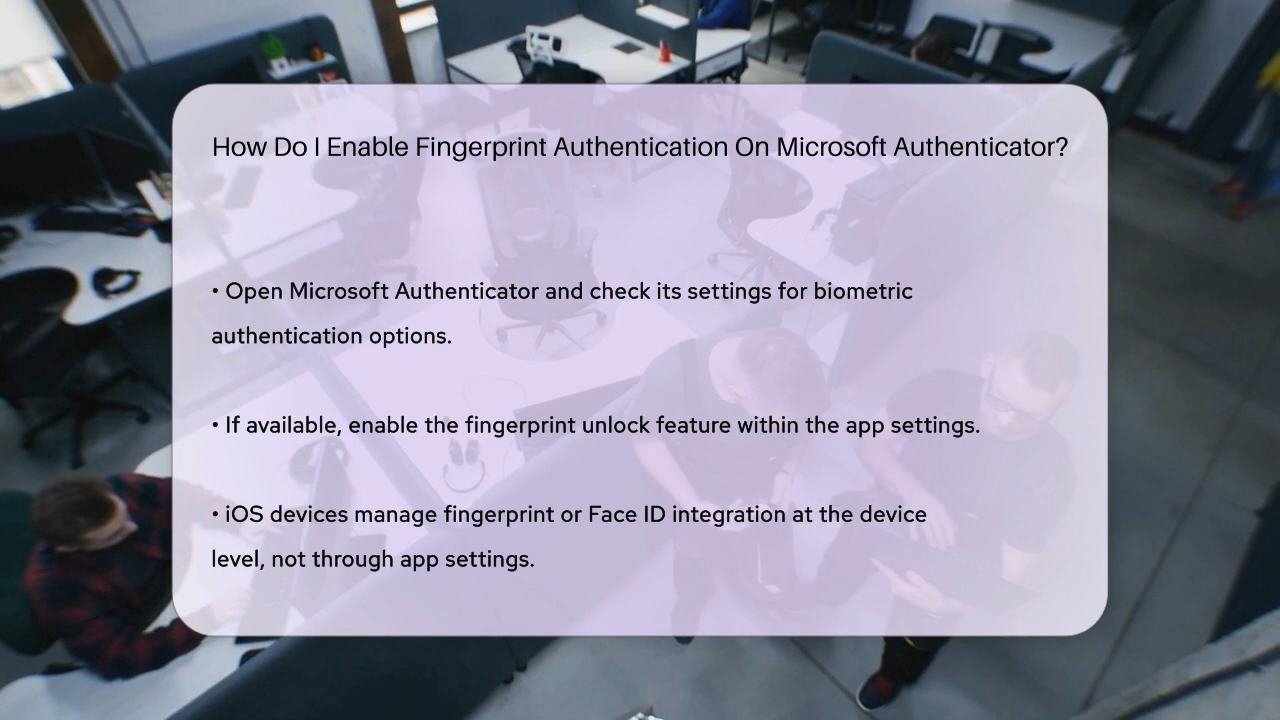 How Do I Enable Fingerprint Authentication On Microsoft Authenticator?
• Open Microsoft Authenticator and check its settings for biometric
authentication options.
• If available, enable the fingerprint unlock feature within the app settings.
• iOS devices manage fingerprint or Face ID integration at the device
level, not through app settings.